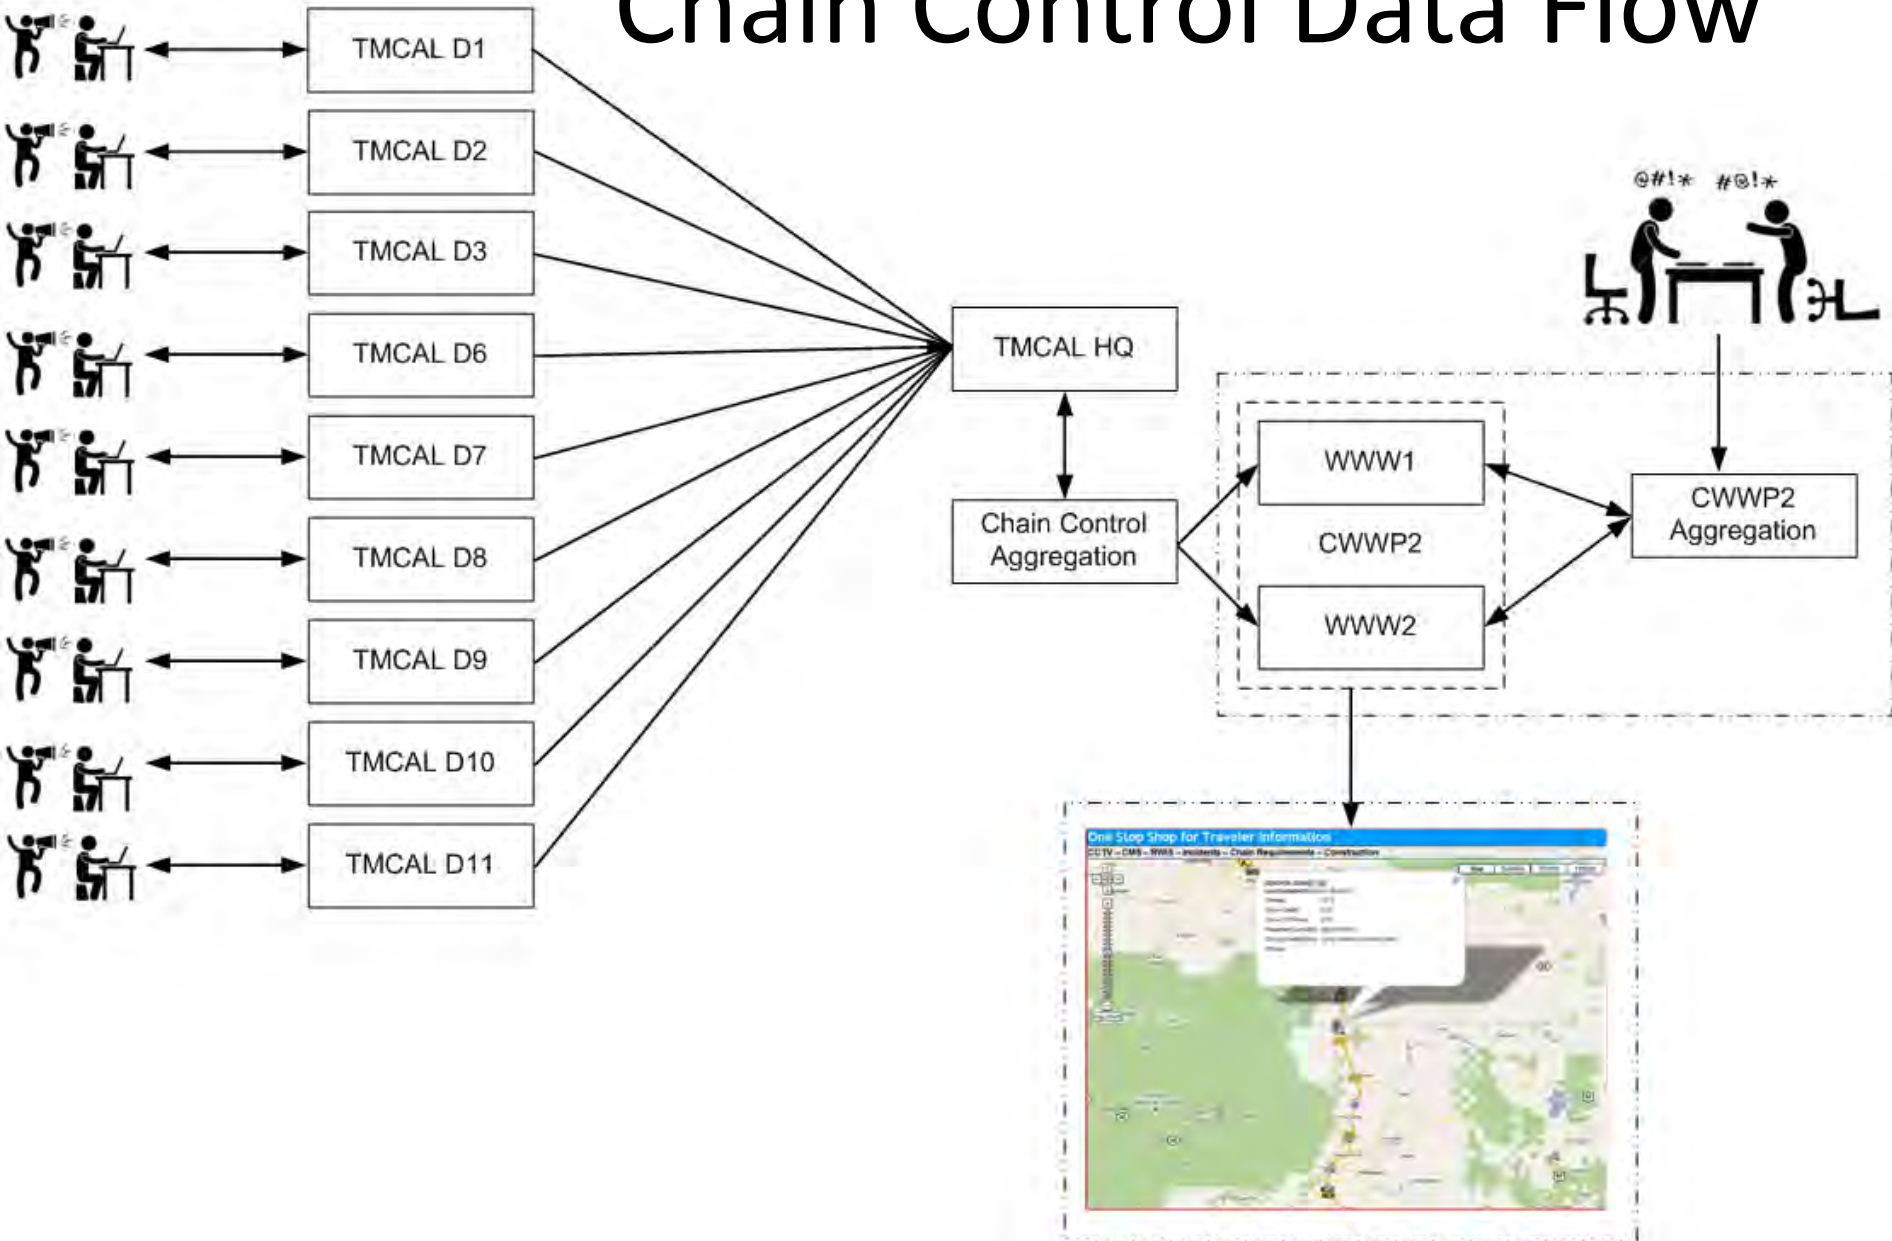 Chain Control Data Flow
TMCAL D1
TMCAL D2
TMCAL D3
TMCAL D6
TMCAL D7
TMCAL D8
TMCAL D9
TMCAL D10
TMCAL D11
TMCAL HQ
Chain Control
Aggregation
WWW1
CWWP2
WWW2
@#!* #@!*
CWWP2
Aggregation
One Stop Shop for Traveler Information
CCTV – CMS – RWIS – Incidents – Chain Requirements – Construction